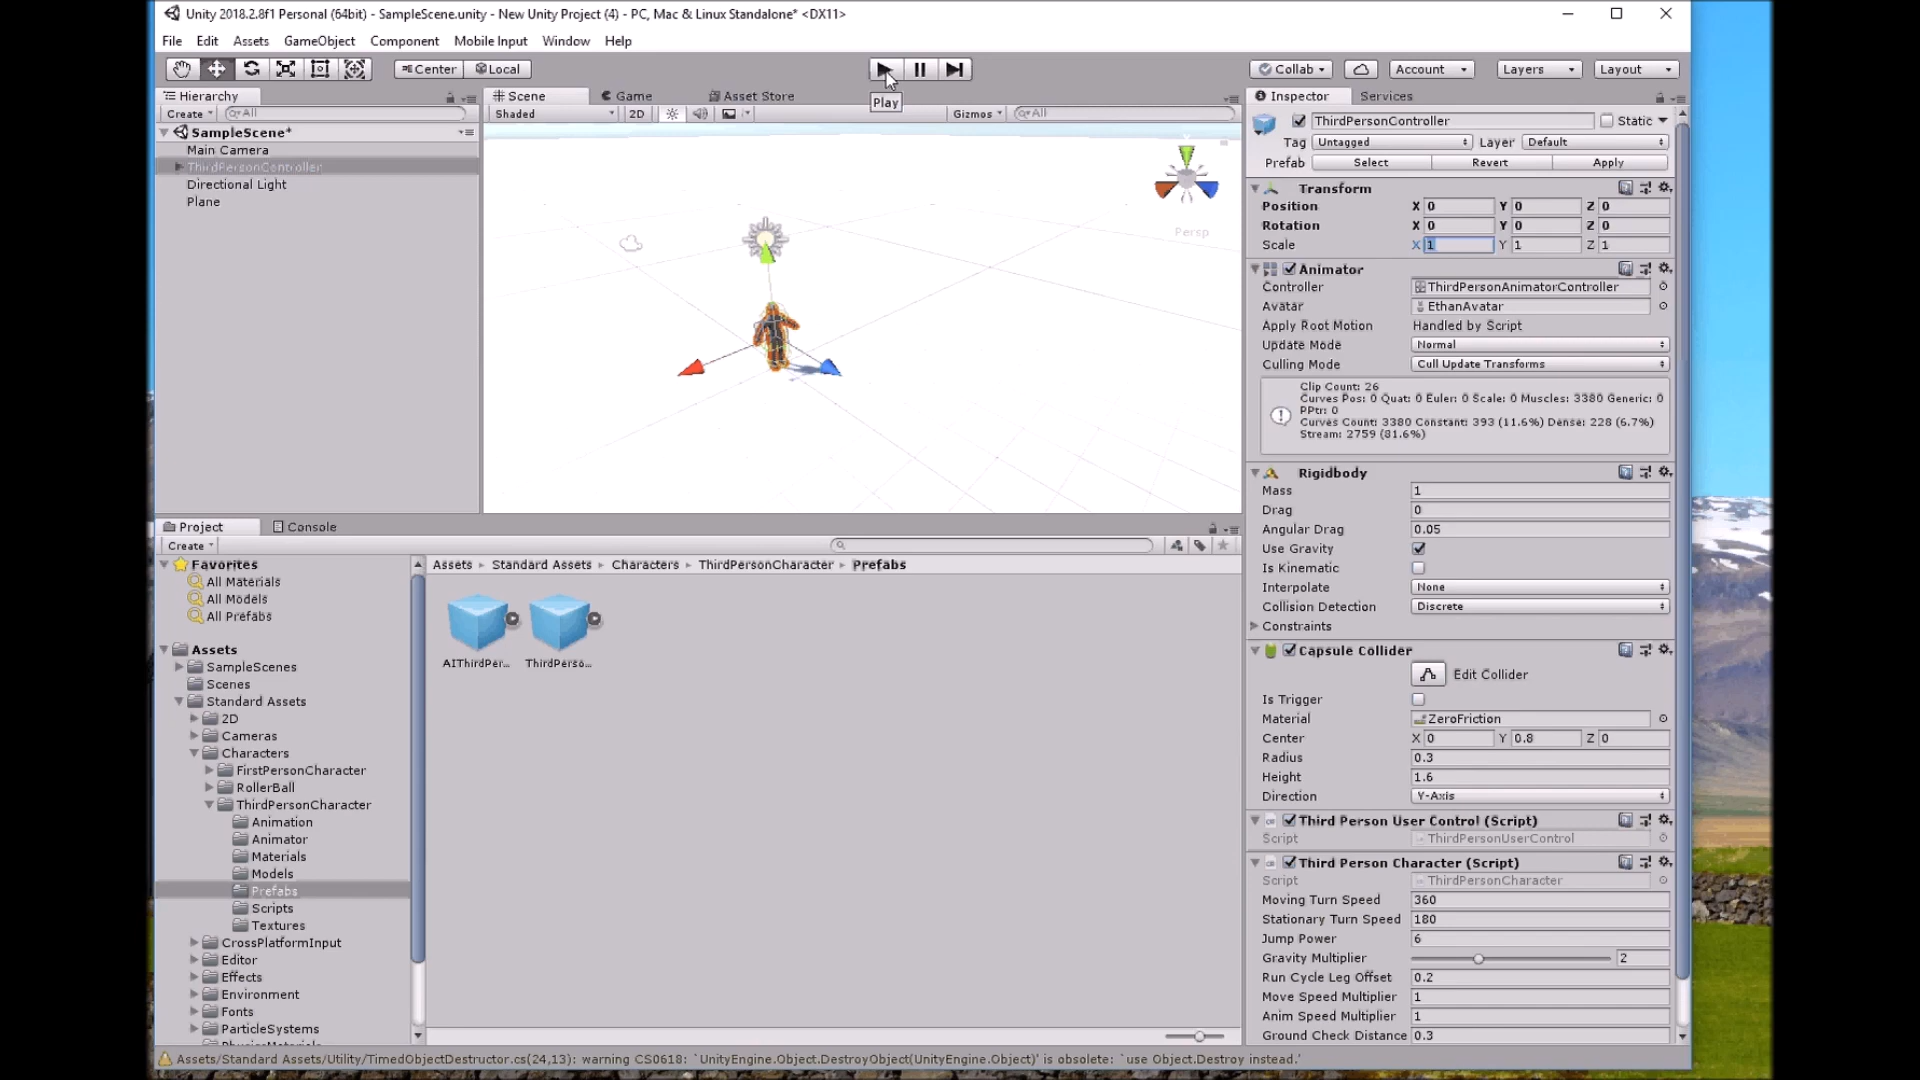 Unity 2018.2.8f1 Personal (64bit) - SampleScene.unity - New Unity Project (4) - PC, Mac & Linux Standalone* <DX11>
File Edit Assets GameObject Component Mobile Input Window Help
Center Local Collab Account Layers Layout
Play
Hierarchy
Create All
SampleScene*
Main Camera
ThirdPersonController
Directional Light
Plane
Scene Game Asset Store
Shaded 2D Gizmos All
Persp
Inspector Services
ThirdPersonController Static
Tag Untagged Layer Default
Prefab Select Revert Apply
Transform
Position X 0 Y 0 Z 0
Rotation X 0 Y 0 Z 0
Scale X 1 Y 1 Z 1
Animator
Controller ThirdPersonAnimatorController
Avatar EthanAvatar
Apply Root Motion Handled by Script
Update Mode Normal
Culling Mode Cull Update Transforms
Clip Count: 26
Curves Pos: 0 Quat: 0 Euler: 0 Scale: 0 Muscles: 3380 Generic: 0
PPtr: 0
Curves Count: 3380 Constant: 393 (11.6%) Dense: 228 (6.7%)
Stream: 2759 (81.6%)
Rigidbody
Mass 1
Drag 0
Angular Drag 0.05
Use Gravity
Is Kinematic
Interpolate None
Collision Detection Discrete
Constraints
Capsule Collider
Edit Collider
Is Trigger
Material ZeroFriction
Center X 0 Y 0.8 Z 0
Radius 0.3
Height 1.6
Direction Y-Axis
Third Person User Control (Script)
Script ThirdPersonUserControl
Third Person Character (Script)
Script ThirdPersonCharacter
Moving Turn Speed 360
Stationary Turn Speed 180
Jump Power 6
Gravity Multiplier 2
Run Cycle Leg Offset 0.2
Move Speed Multiplier 1
Anim Speed Multiplier 1
Ground Check Distance 0.3
Project Console
Create
Favorites
All Materials
All Models
All Prefabs
Assets
SampleScenes
Scenes
Standard Assets
2D
Cameras
Characters
FirstPersonCharacter
RollerBall
ThirdPersonCharacter
Animation
Animator
Materials
Models
Prefabs
Scripts
Textures
CrossPlatformInput
Editor
Effects
Environment
Fonts
ParticleSystems
PhysicsMaterials
Assets Standard Assets Characters ThirdPersonCharacter Prefabs
AIThirdPer... ThirdPerso...
Assets/Standard Assets/Utility/TimedObjectDestructor.cs(24,13): warning CS0618: `UnityEngine.Object.DestroyObject(UnityEngine.Object)' is obsolete: `use Object.Destroy instead.'